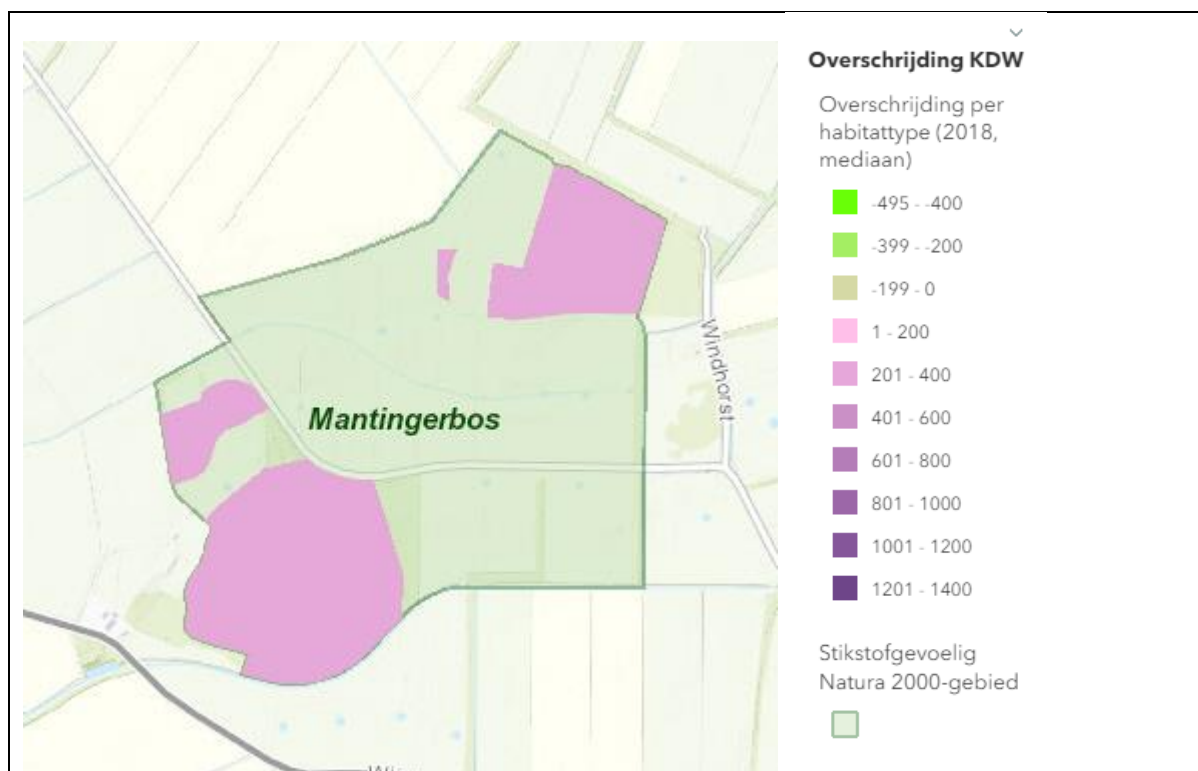 Overschrijding KDW
Overschrijding per
habitattype (2018,
mediaan)
-495 - -400
-399 - -200
-199 - 0
1 - 200
201 - 400
401 - 600
601 - 800
801 - 1000
1001 - 1200
1201 - 1400
Stikstofgevoelig
Natura 2000-gebied
Mantingerbos
Windhorst